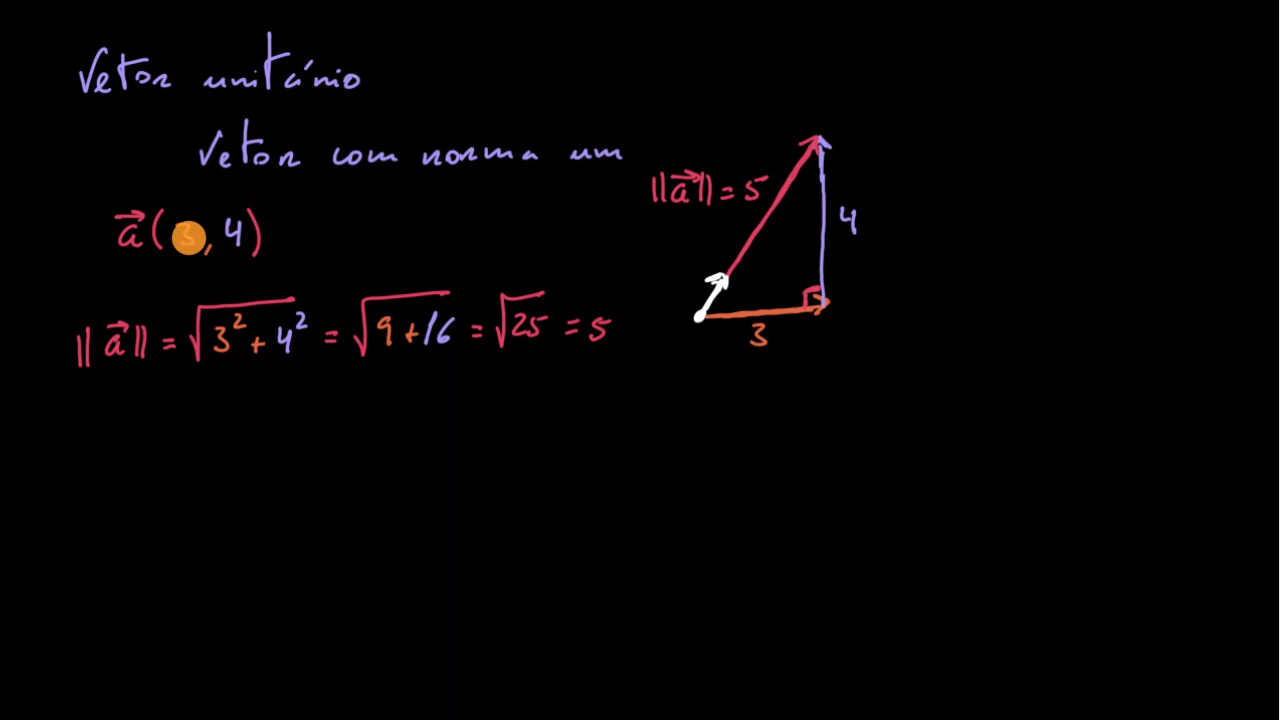 Vetor unitário
Vetor com norma um
||a⃗|| = 5
4
a⃗(3, 4)
||a⃗|| = √(3² + 4²) = √(9 + 16) = √25 = 5
3